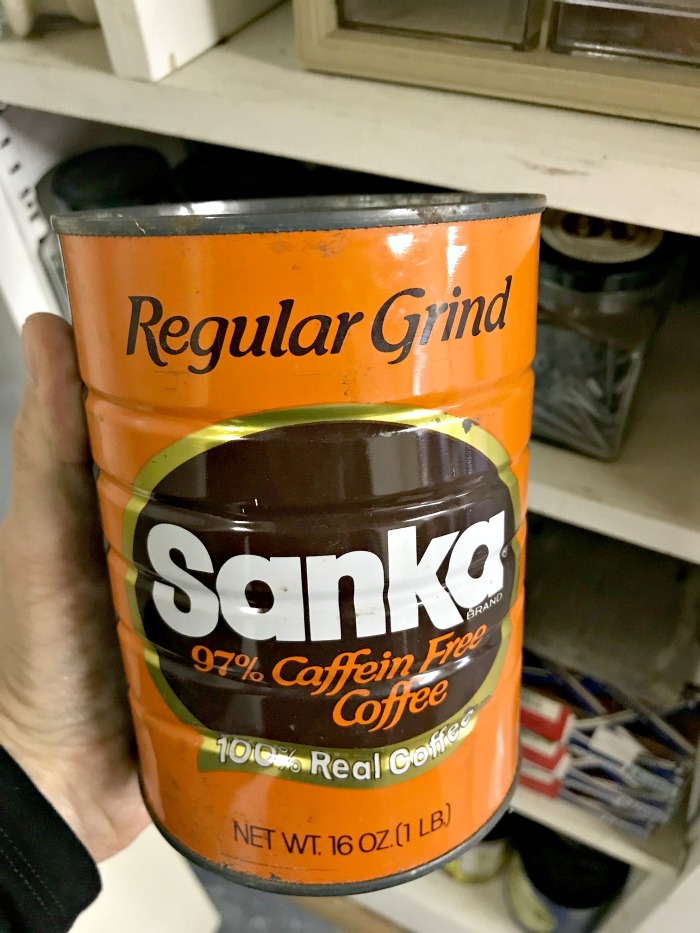 Regular Grind
Sanka
BRAND
97% Caffein Free
Coffee
100% Real Coffee
NET WT. 16 OZ.(1 LB.)